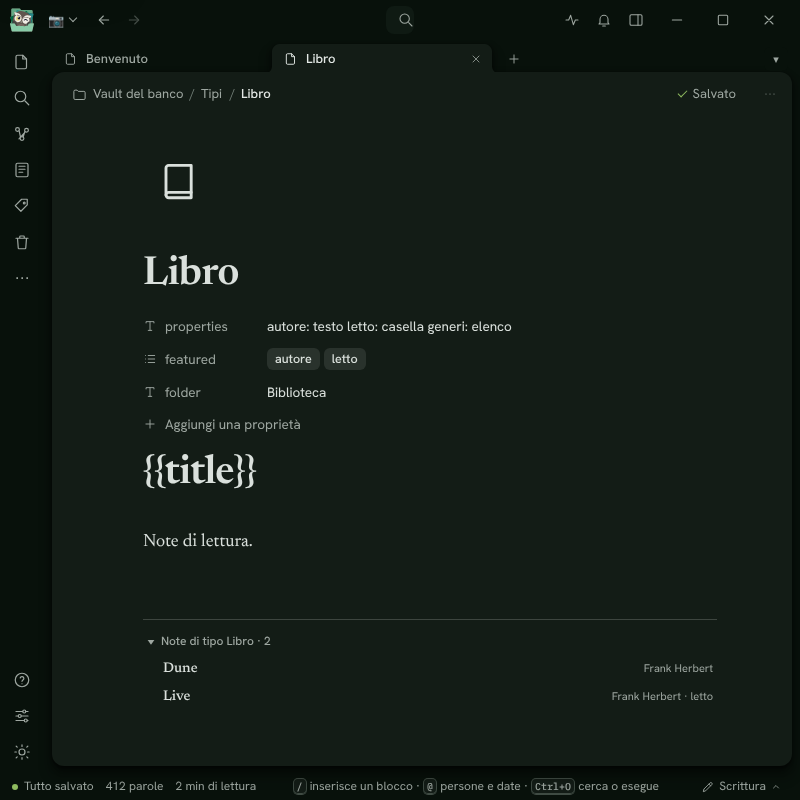 Benvenuto
Libro
Vault del banco / Tipi / Libro
Salvato
Libro
properties autore: testo letto: casella generi: elenco
featured autore letto
folder Biblioteca
Aggiungi una proprietà
{{title}}
Note di lettura.
Note di tipo Libro · 2
Dune Frank Herbert
Live Frank Herbert · letto
Tutto salvato 412 parole 2 min di lettura / inserisce un blocco · @ persone e date · Ctrl+O cerca o esegue Scrittura